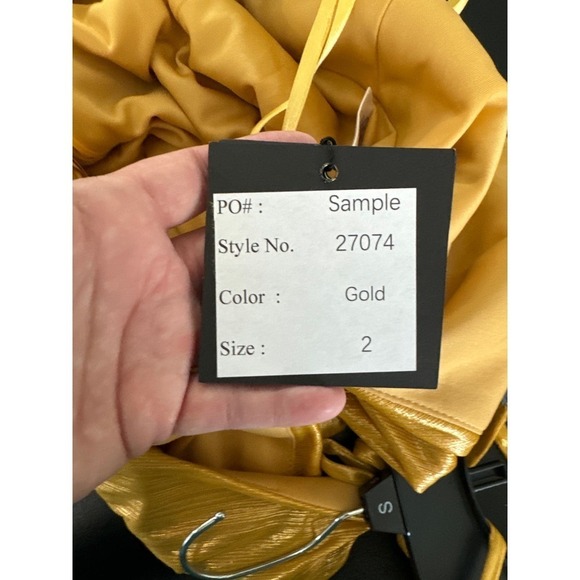 PO# : Sample
Style No. 27074
Color : Gold
Size : 2
S